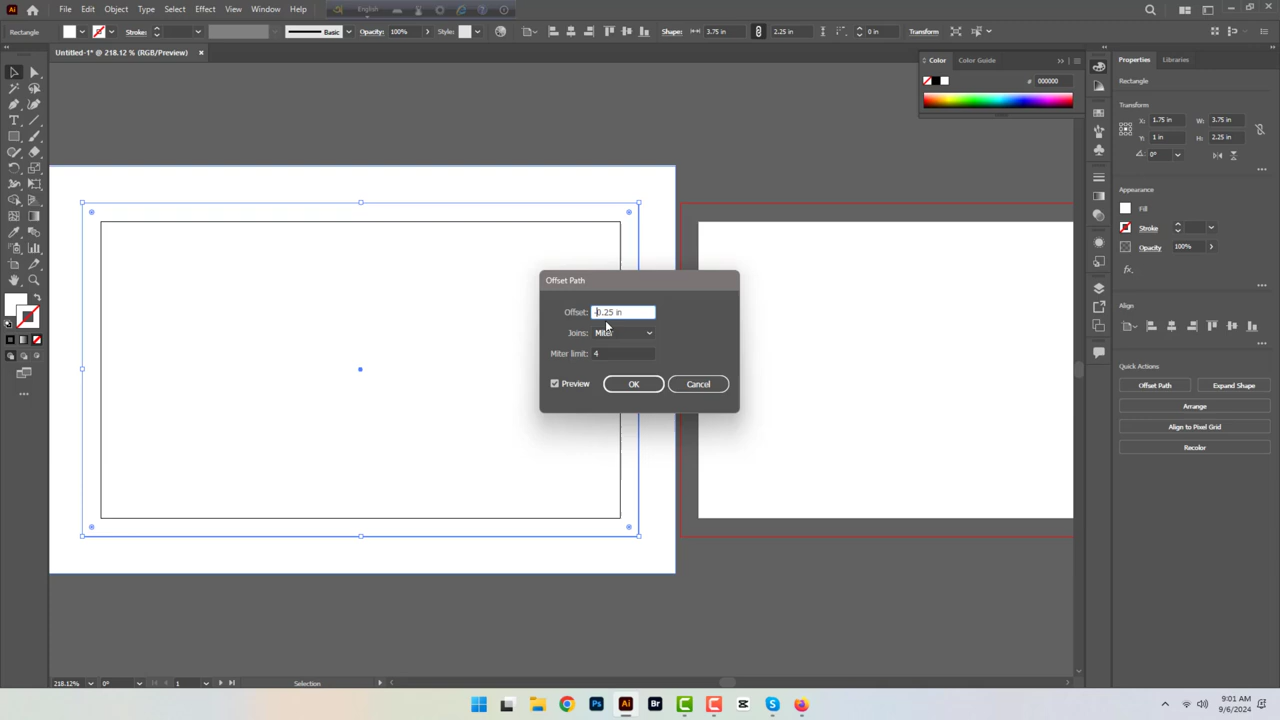 File Edit Object Type Select Effect View Window Help English
Rectangle Stroke: Basic Opacity: 100% Style: Shape: 3.75 in 2.25 in 0 in Transform
Untitled-1* @ 218.12 % (RGB/Preview)
Color Color Guide
# 000000
Properties Libraries
Rectangle
Transform
X: 1.75 in W: 3.75 in
Y: 1 in H: 2.25 in
0°
Appearance
Fill
Stroke
Opacity 100%
fx
Align
Quick Actions
Offset Path Expand Shape
Arrange
Align to Pixel Grid
Recolor
Offset Path
Offset: -0.25 in
Joins: Miter
Miter limit: 4
Preview OK Cancel
218.12% 0° 1 Selection
Ps Ai Br
9:01 AM
9/6/2024